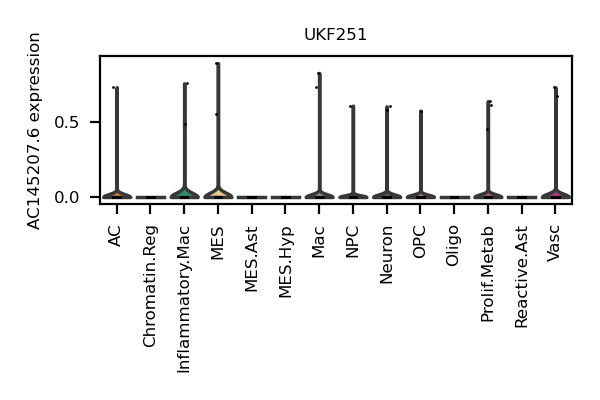 UKF251
AC145207.6 expression
0.5
0.0
AC
Chromatin.Reg
Inflammatory.Mac
MES
MES.Ast
MES.Hyp
Mac
NPC
Neuron
OPC
Oligo
Prolif.Metab
Reactive.Ast
Vasc